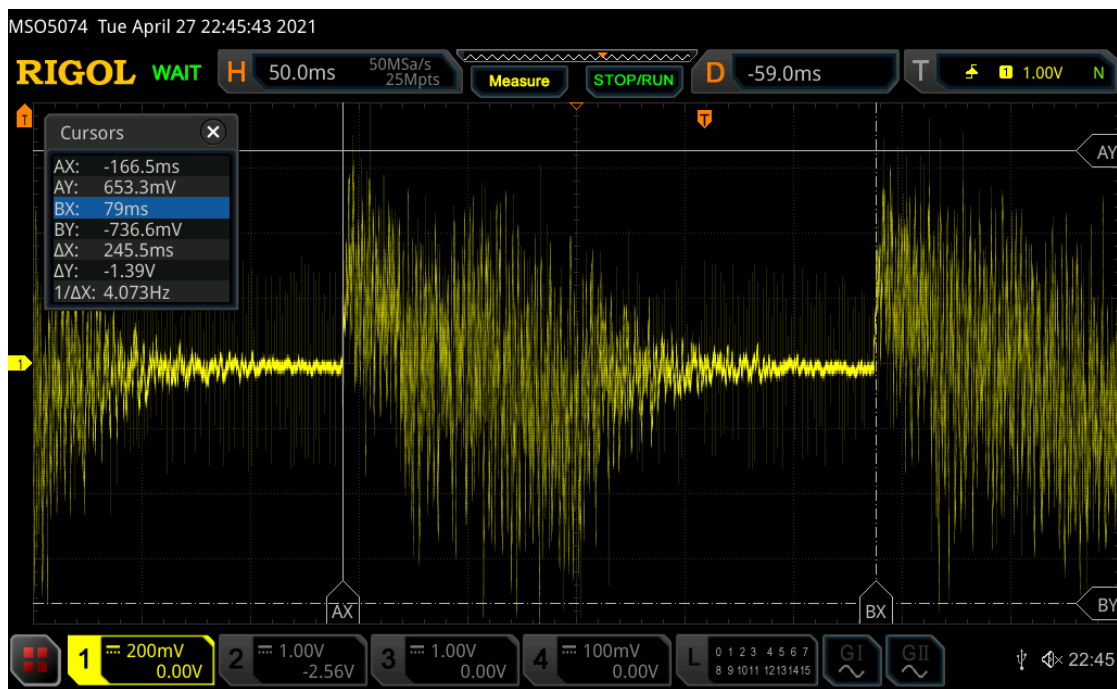 MSO5074 Tue April 27 22:45:43 2021
RIGOL WAIT H 50.0ms 50MSa/s 25Mpts Measure STOP/RUN D -59.0ms T 1 1.00V N
T
T
Cursors
AX: -166.5ms
AY: 653.3mV
BX: 79ms
BY: -736.6mV
ΔX: 245.5ms
ΔY: -1.39V
1/ΔX: 4.073Hz
AY
1
AX
BX
BY
1 200mV 0.00V 2 1.00V -2.56V 3 1.00V 0.00V 4 100mV 0.00V L 0 1 2 3 4 5 6 7 8 9 10 11 12 13 14 15 GI GII 22:45